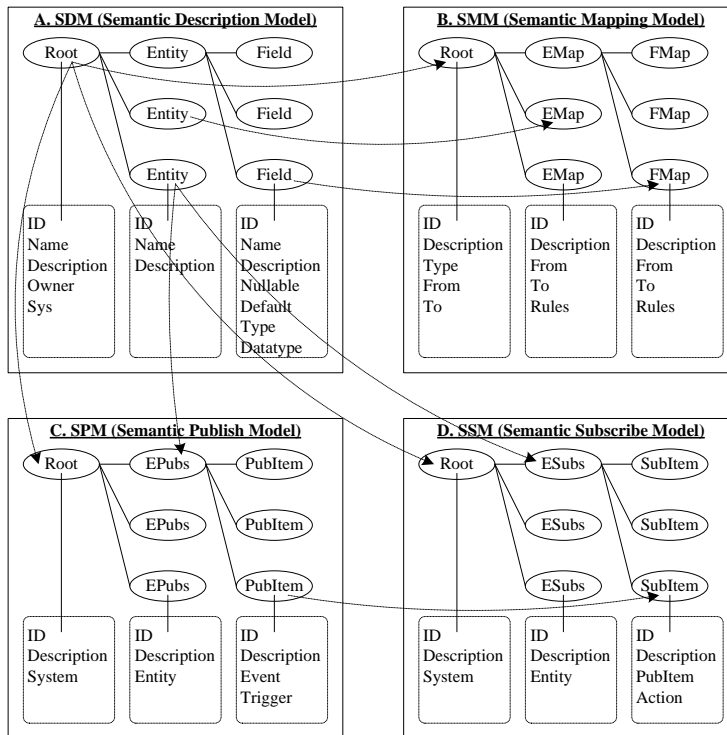 A. SDM (Semantic Description Model)
Root
Entity
Field
Entity
Field
Entity
Field
ID
Name
Description
Owner
Sys
ID
Name
Description
ID
Name
Description
Nullable
Default
Type
Datatype
B. SMM (Semantic Mapping Model)
Root
EMap
FMap
EMap
FMap
EMap
FMap
ID
Description
Type
From
To
ID
Description
From
To
Rules
ID
Description
From
To
Rules
C. SPM (Semantic Publish Model)
Root
EPubs
PubItem
EPubs
PubItem
EPubs
PubItem
ID
Description
System
ID
Description
Entity
ID
Description
Event
Trigger
D. SSM (Semantic Subscribe Model)
Root
ESubs
SubItem
ESubs
SubItem
ESubs
SubItem
ID
Description
System
ID
Description
Entity
ID
Description
PubItem
Action